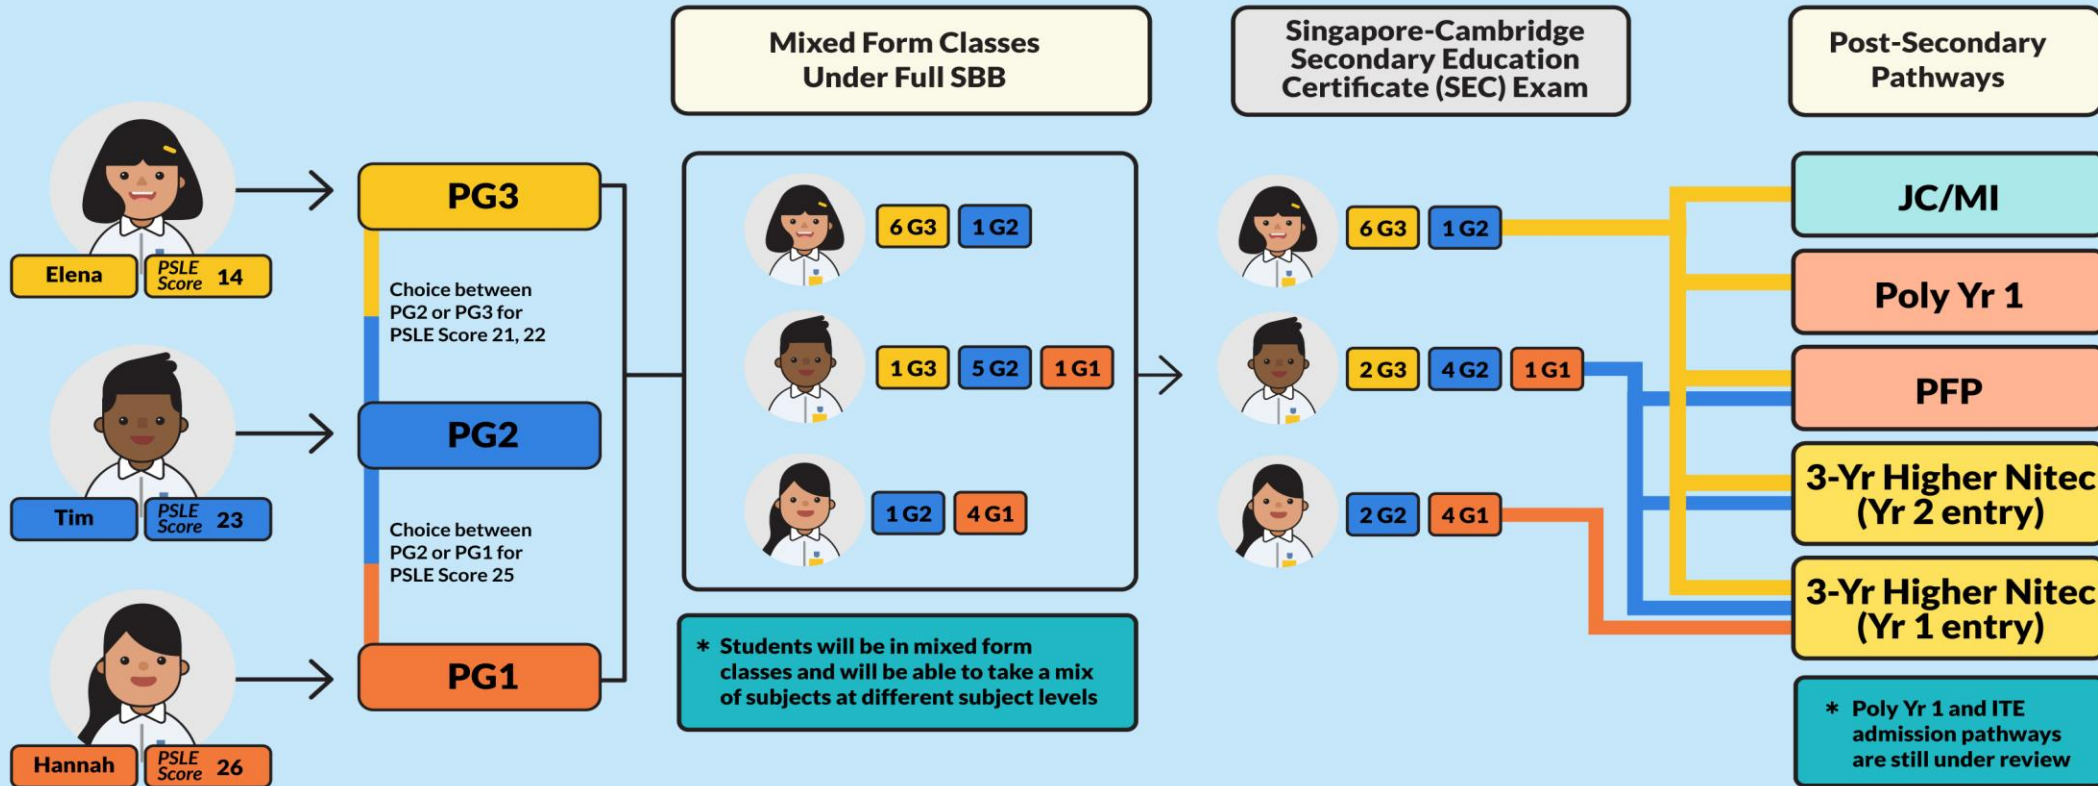 Mixed Form Classes
Under Full SBB
Singapore-Cambridge
Secondary Education
Certificate (SEC) Exam
Post-Secondary
Pathways
Elena
PSLE
Score 14
PG3
Choice between
PG2 or PG3 for
PSLE Score 21, 22
Tim
PSLE
Score 23
PG2
Choice between
PG2 or PG1 for
PSLE Score 25
Hannah
PSLE
Score 26
PG1
6 G3
1 G2
1 G3
5 G2
1 G1
1 G2
4 G1
* Students will be in mixed form
classes and will be able to take a mix
of subjects at different subject levels
6 G3
1 G2
2 G3
4 G2
1 G1
2 G2
4 G1
JC/MI
Poly Yr 1
PFP
3-Yr Higher Nitec
(Yr 2 entry)
3-Yr Higher Nitec
(Yr 1 entry)
* Poly Yr 1 and ITE
admission pathways
are still under review